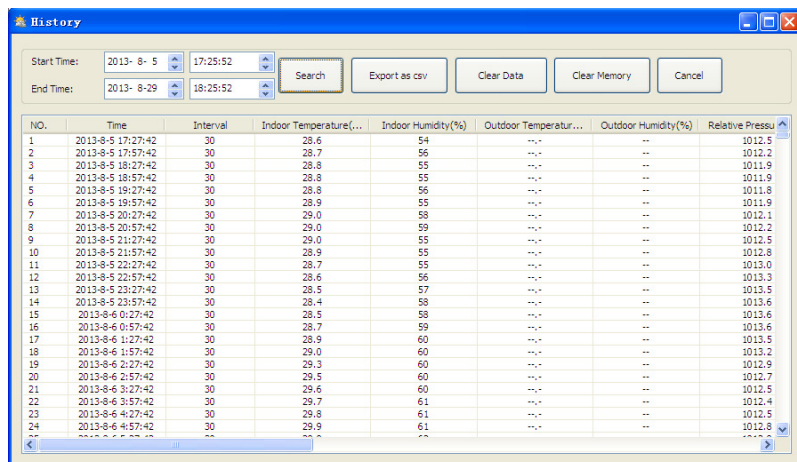 History
Start Time: 2013- 8- 5 17:25:52
End Time: 2013- 8-29 18:25:52
Search Export as csv Clear Data Clear Memory Cancel
NO. Time Interval Indoor Temperature(... Indoor Humidity(%) Outdoor Temperatur... Outdoor Humidity(%) Relative Pressu
1 2013-8-5 17:27:42 30 28.6 54 --.- -- 1012.5
2 2013-8-5 17:57:42 30 28.7 56 --.- -- 1012.2
3 2013-8-5 18:27:42 30 28.8 55 --.- -- 1011.9
4 2013-8-5 18:57:42 30 28.8 55 --.- -- 1011.9
5 2013-8-5 19:27:42 30 28.8 56 --.- -- 1011.8
6 2013-8-5 19:57:42 30 28.9 55 --.- -- 1011.9
7 2013-8-5 20:27:42 30 29.0 58 --.- -- 1012.1
8 2013-8-5 20:57:42 30 29.0 59 --.- -- 1012.2
9 2013-8-5 21:27:42 30 29.0 55 --.- -- 1012.5
10 2013-8-5 21:57:42 30 28.9 55 --.- -- 1012.8
11 2013-8-5 22:27:42 30 28.7 55 --.- -- 1013.0
12 2013-8-5 22:57:42 30 28.6 56 --.- -- 1013.3
13 2013-8-5 23:27:42 30 28.5 57 --.- -- 1013.5
14 2013-8-5 23:57:42 30 28.4 58 --.- -- 1013.6
15 2013-8-6 0:27:42 30 28.5 58 --.- -- 1013.6
16 2013-8-6 0:57:42 30 28.7 59 --.- -- 1013.6
17 2013-8-6 1:27:42 30 28.9 60 --.- -- 1013.5
18 2013-8-6 1:57:42 30 29.0 60 --.- -- 1013.2
19 2013-8-6 2:27:42 30 29.3 60 --.- -- 1012.9
20 2013-8-6 2:57:42 30 29.5 60 --.- -- 1012.7
21 2013-8-6 3:27:42 30 29.6 60 --.- -- 1012.5
22 2013-8-6 3:57:42 30 29.7 61 --.- -- 1012.4
23 2013-8-6 4:27:42 30 29.8 61 --.- -- 1012.5
24 2013-8-6 4:57:42 30 29.9 61 --.- -- 1012.8